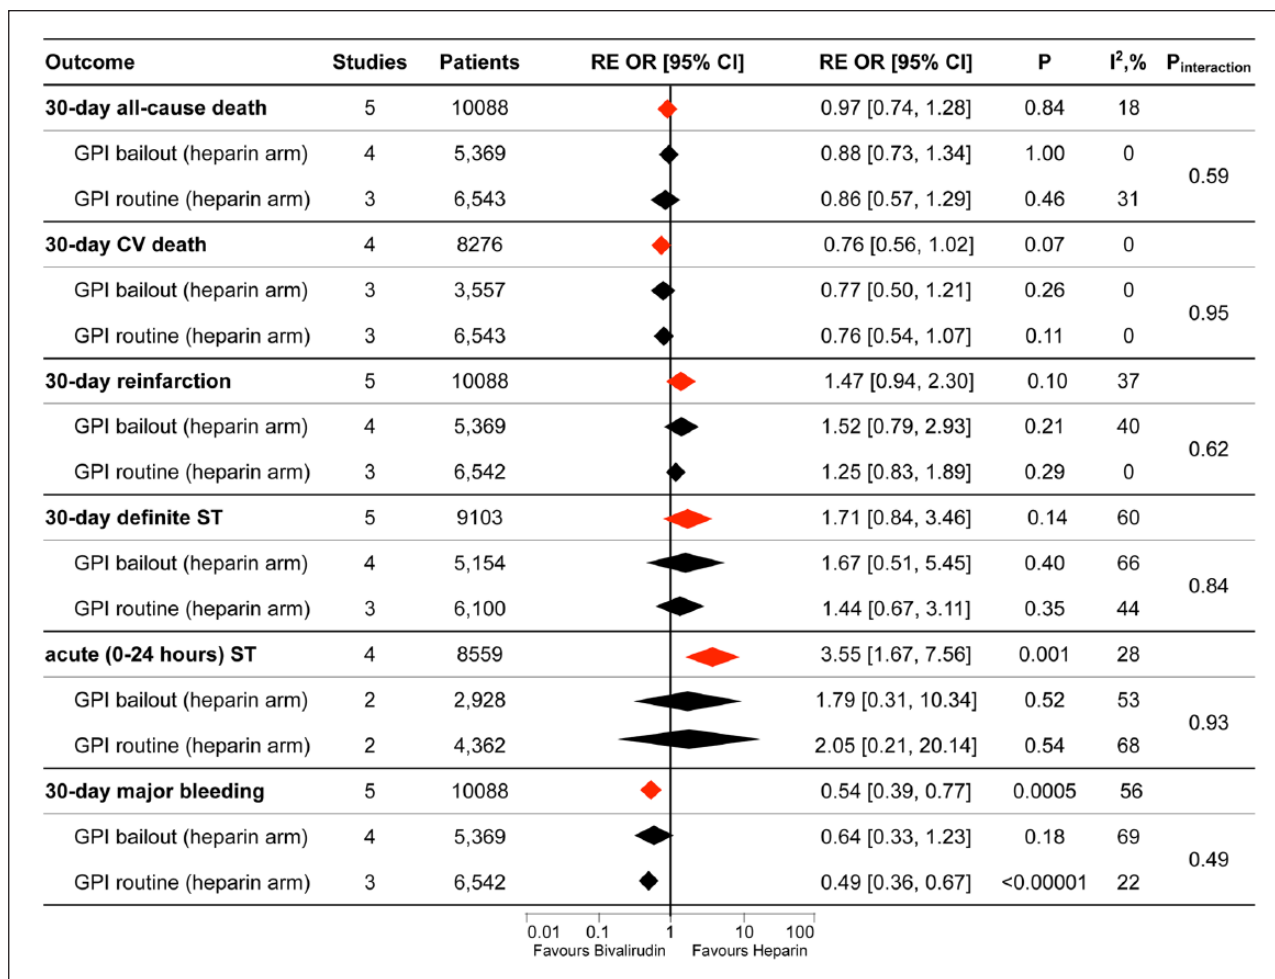 Outcome Studies Patients RE OR [95% CI] RE OR [95% CI] P I²,% Pinteraction
30-day all-cause death 5 10088 0.97 [0.74, 1.28] 0.84 18
GPI bailout (heparin arm) 4 5,369 0.88 [0.73, 1.34] 1.00 0
0.59
GPI routine (heparin arm) 3 6,543 0.86 [0.57, 1.29] 0.46 31
30-day CV death 4 8276 0.76 [0.56, 1.02] 0.07 0
GPI bailout (heparin arm) 3 3,557 0.77 [0.50, 1.21] 0.26 0
0.95
GPI routine (heparin arm) 3 6,543 0.76 [0.54, 1.07] 0.11 0
30-day reinfarction 5 10088 1.47 [0.94, 2.30] 0.10 37
GPI bailout (heparin arm) 4 5,369 1.52 [0.79, 2.93] 0.21 40
0.62
GPI routine (heparin arm) 3 6,542 1.25 [0.83, 1.89] 0.29 0
30-day definite ST 5 9103 1.71 [0.84, 3.46] 0.14 60
GPI bailout (heparin arm) 4 5,154 1.67 [0.51, 5.45] 0.40 66
0.84
GPI routine (heparin arm) 3 6,100 1.44 [0.67, 3.11] 0.35 44
acute (0-24 hours) ST 4 8559 3.55 [1.67, 7.56] 0.001 28
GPI bailout (heparin arm) 2 2,928 1.79 [0.31, 10.34] 0.52 53
0.93
GPI routine (heparin arm) 2 4,362 2.05 [0.21, 20.14] 0.54 68
30-day major bleeding 5 10088 0.54 [0.39, 0.77] 0.0005 56
GPI bailout (heparin arm) 4 5,369 0.64 [0.33, 1.23] 0.18 69
0.49
GPI routine (heparin arm) 3 6,542 0.49 [0.36, 0.67] <0.00001 22
0.01 0.1 1 10 100
Favours Bivalirudin Favours Heparin